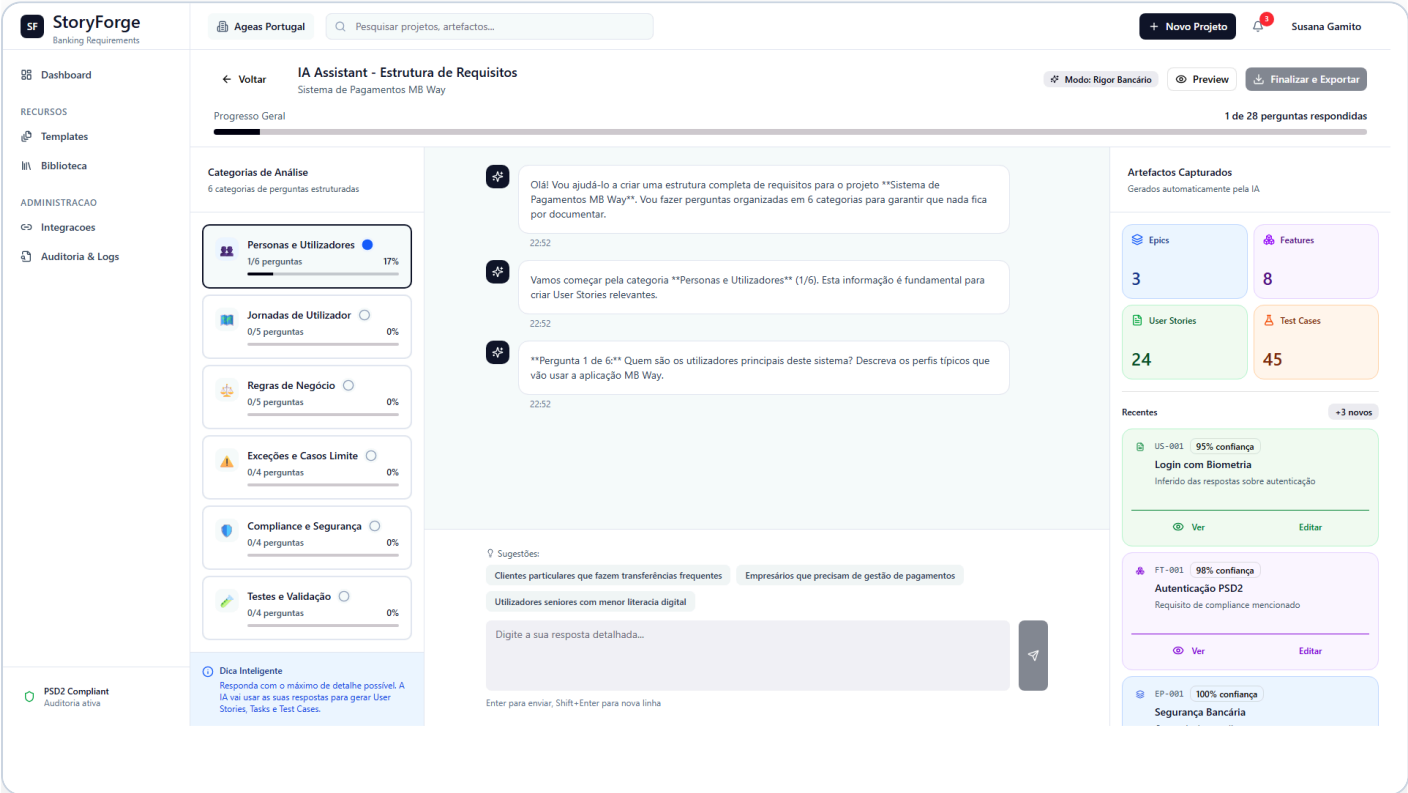 SF
StoryForge
Banking Requirements
Ageas Portugal
Pesquisar projetos, artefactos...
Novo Projeto
3
Susana Gamito
Dashboard
RECURSOS
Templates
Biblioteca
ADMINISTRACAO
Integracoes
Auditoria & Logs
PSD2 Compliant
Auditoria ativa
Voltar
IA Assistant - Estrutura de Requisitos
Sistema de Pagamentos MB Way
Modo: Rigor Bancário
Preview
Finalizar e Exportar
Progresso Geral
1 de 28 perguntas respondidas
Categorias de Análise
6 categorias de perguntas estruturadas
Personas e Utilizadores
1/6 perguntas 17%
Jornadas de Utilizador
0/5 perguntas 0%
Regras de Negócio
0/5 perguntas 0%
Exceções e Casos Limite
0/4 perguntas 0%
Compliance e Segurança
0/4 perguntas 0%
Testes e Validação
0/4 perguntas 0%
Dica Inteligente
Responda com o máximo de detalhe possível. A
IA vai usar as suas respostas para gerar User
Stories, Tasks e Test Cases.
Olá! Vou ajudá-lo a criar uma estrutura completa de requisitos para o projeto **Sistema de
Pagamentos MB Way**. Vou fazer perguntas organizadas em 6 categorias para garantir que nada fica
por documentar.
22:52
Vamos começar pela categoria **Personas e Utilizadores** (1/6). Esta informação é fundamental para
criar User Stories relevantes.
22:52
**Pergunta 1 de 6:** Quem são os utilizadores principais deste sistema? Descreva os perfis típicos que
vão usar a aplicação MB Way.
22:52
Sugestões:
Clientes particulares que fazem transferências frequentes
Empresários que precisam de gestão de pagamentos
Utilizadores seniores com menor literacia digital
Digite a sua resposta detalhada...
Enter para enviar, Shift+Enter para nova linha
Artefactos Capturados
Gerados automaticamente pela IA
Epics
3
Features
8
User Stories
24
Test Cases
45
Recentes
+3 novos
US-001 95% confiança
Login com Biometria
Inferido das respostas sobre autenticação
Ver Editar
FT-001 98% confiança
Autenticação PSD2
Requisito de compliance mencionado
Ver Editar
EP-001 100% confiança
Segurança Bancária